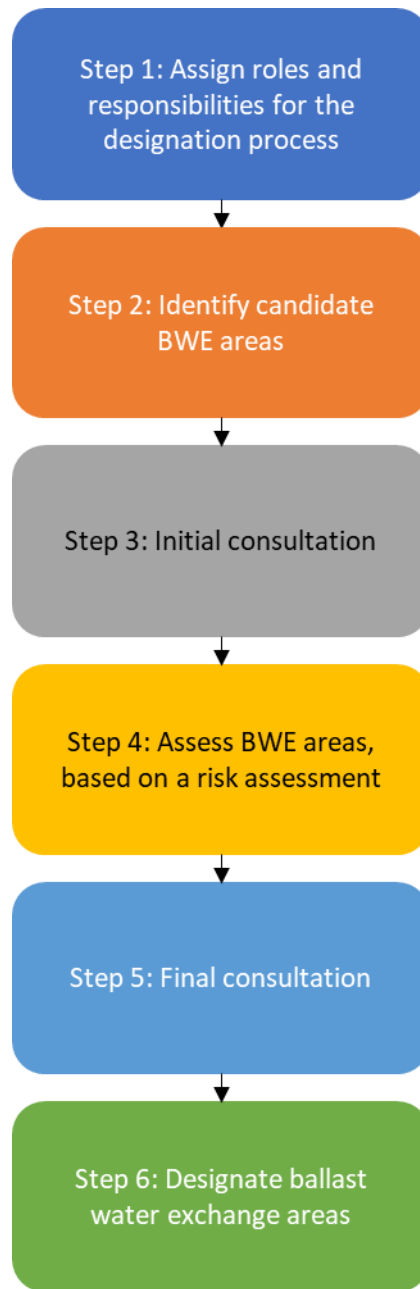 Step 1: Assign roles and
responsibilities for the
designation process
Step 2: Identify candidate
BWE areas
Step 3: Initial consultation
Step 4: Assess BWE areas,
based on a risk assessment
Step 5: Final consultation
Step 6: Designate ballast
water exchange areas